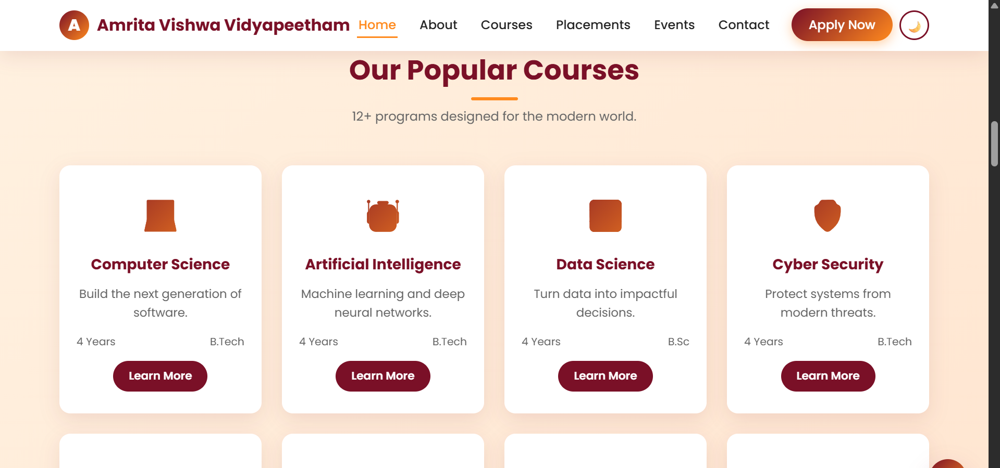 A Amrita Vishwa Vidyapeetham Home About Courses Placements Events Contact Apply Now
Our Popular Courses
12+ programs designed for the modern world.
Computer Science
Build the next generation of
software.
4 Years B.Tech
Learn More
Artificial Intelligence
Machine learning and deep
neural networks.
4 Years B.Tech
Learn More
Data Science
Turn data into impactful
decisions.
4 Years B.Sc
Learn More
Cyber Security
Protect systems from
modern threats.
4 Years B.Tech
Learn More